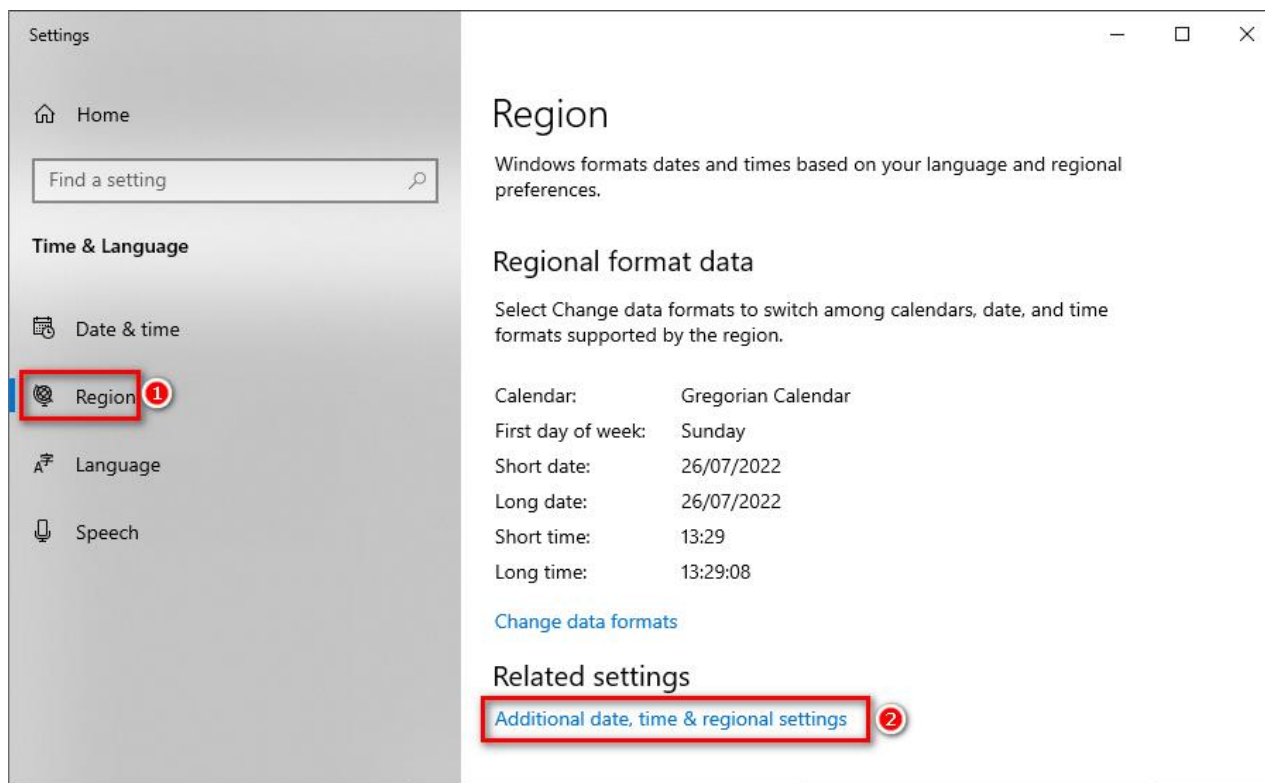 Settings
Home
Find a setting
Time & Language
Date & time
Region
1
Language
Speech
Region
Windows formats dates and times based on your language and regional
preferences.
Regional format data
Select Change data formats to switch among calendars, date, and time
formats supported by the region.
Calendar: Gregorian Calendar
First day of week: Sunday
Short date: 26/07/2022
Long date: 26/07/2022
Short time: 13:29
Long time: 13:29:08
Change data formats
Related settings
Additional date, time & regional settings
2